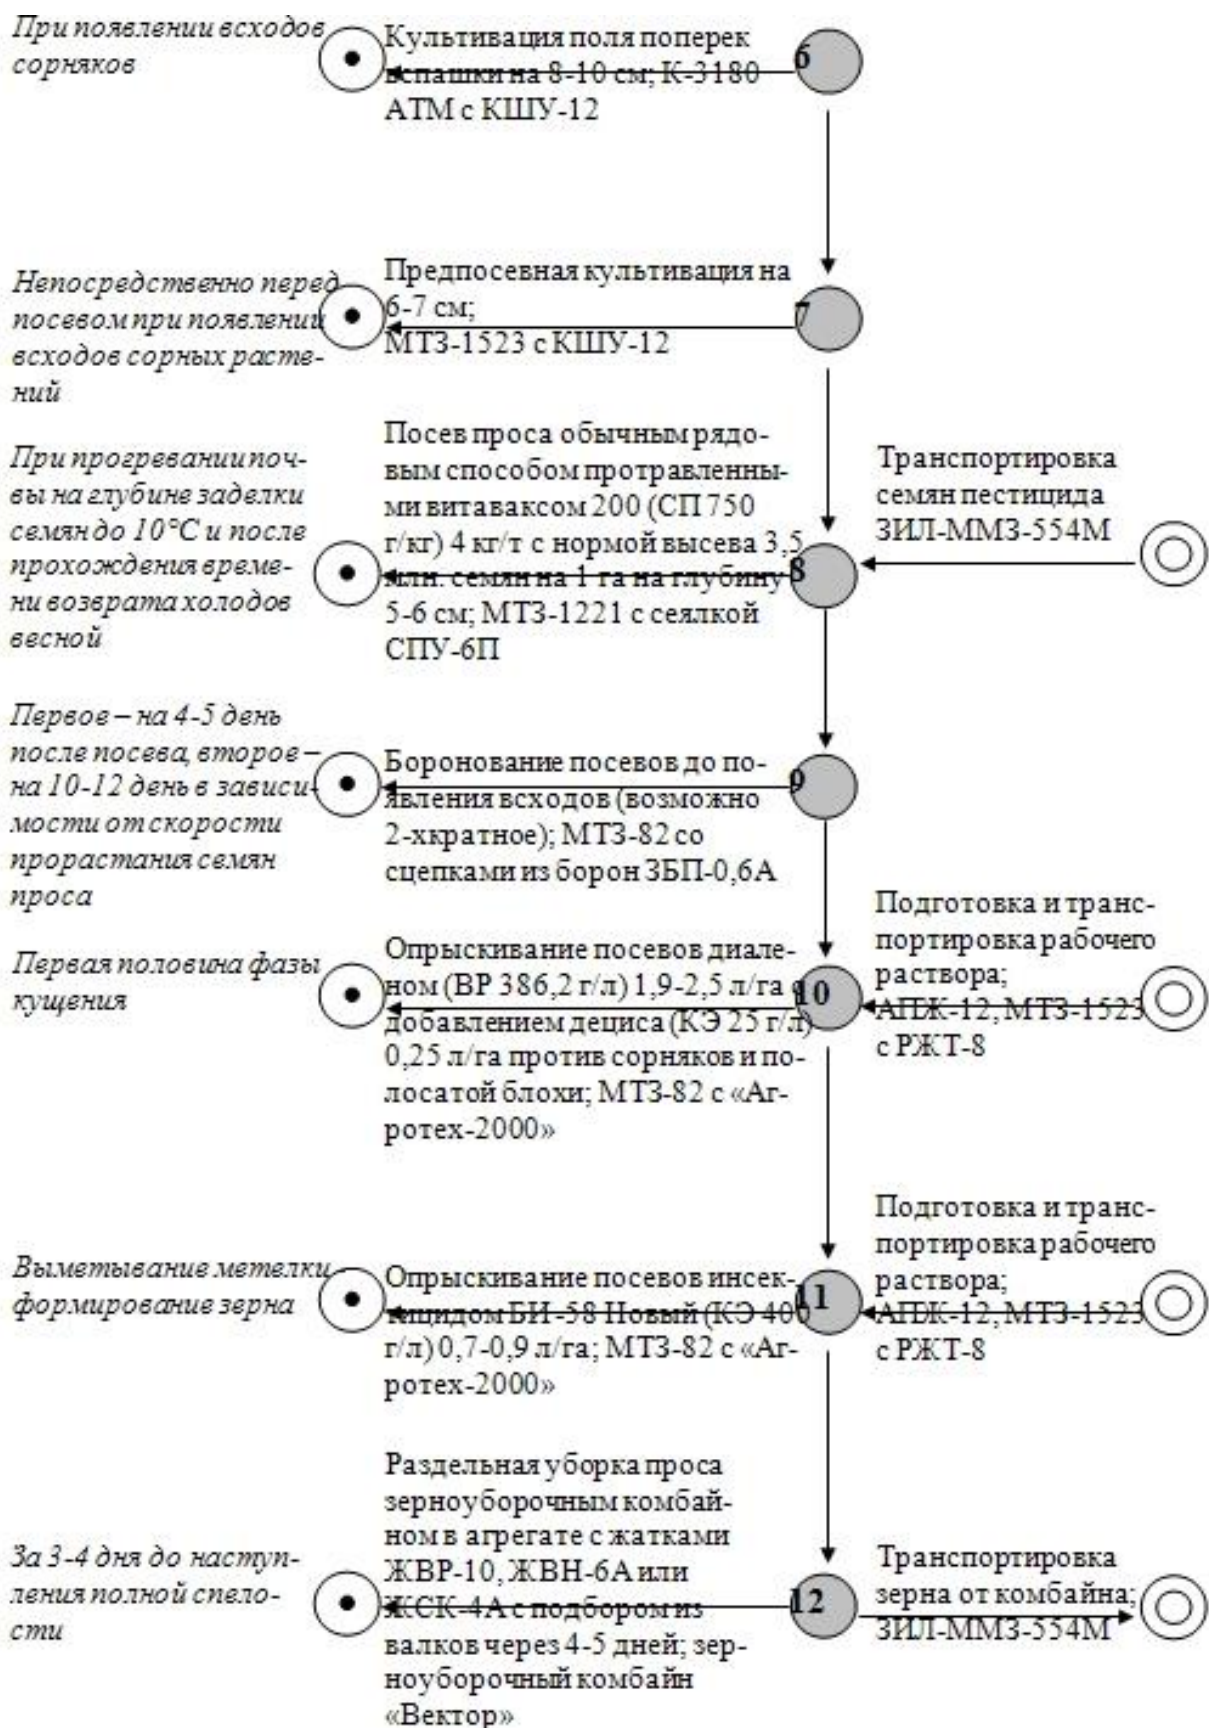 При появлении всходов
сорняков
Культивация поля поперек
вспашки на 8-10 см; К-3180
АТМ с КШУ-12
6
Непосредственно перед
посевом при появлении
всходов сорных расте-
ний
Предпосевная культивация на
6-7 см;
МТЗ-1523 с КШУ-12
7
При прогревании поч-
вы на глубине заделки
семян до 10°С и после
прохождения време-
ни возврата холодов
весной
Посев проса обычным рядо-
вым способом протравленны-
ми витаваксом 200 (СП 750
г/кг) 4 кг/т с нормой высева 3,5
млн. семян на 1 га на глубину
5-6 см; МТЗ-1221 с сеялкой
СПУ-6П
8
Транспортировка
семян пестицида
ЗИЛ-ММЗ-554М
Первое – на 4-5 день
после посева, второе –
на 10-12 день в зависи-
мости от скорости
прорастания семян
проса
Боронование посевов до по-
явления всходов (возможно
2-хкратное); МТЗ-82 со
сцепками из борон ЗБП-0,6А
9
Первая половина фазы
кущения
Опрыскивание посевов диале-
ном (ВР 386,2 г/л) 1,9-2,5 л/га с
добавлением дециса (КЭ 25 г/л)
0,25 л/га против сорняков и по-
лосатой блохи; МТЗ-82 с «Аг-
ротех-2000»
10
Подготовка и транс-
портировка рабочего
раствора;
АПЖ-12, МТЗ-1523
с РЖТ-8
Выметывание метелки –
формирование зерна
Опрыскивание посевов инсек-
тицидом БИ-58 Новый (КЭ 400
г/л) 0,7-0,9 л/га; МТЗ-82 с «Аг-
ротех-2000»
11
Подготовка и транс-
портировка рабочего
раствора;
АПЖ-12, МТЗ-1523
с РЖТ-8
За 3-4 дня до наступ-
ления полной спело-
сти
Раздельная уборка проса
зерноуборочным комбай-
ном в агрегате с жатками
ЖВР-10, ЖВН-6А или
ЖСК-4А с подбором из
валков через 4-5 дней; зер-
ноуборочный комбайн
«Вектор»
12
Транспортировка
зерна от комбайна;
ЗИЛ-ММЗ-554М